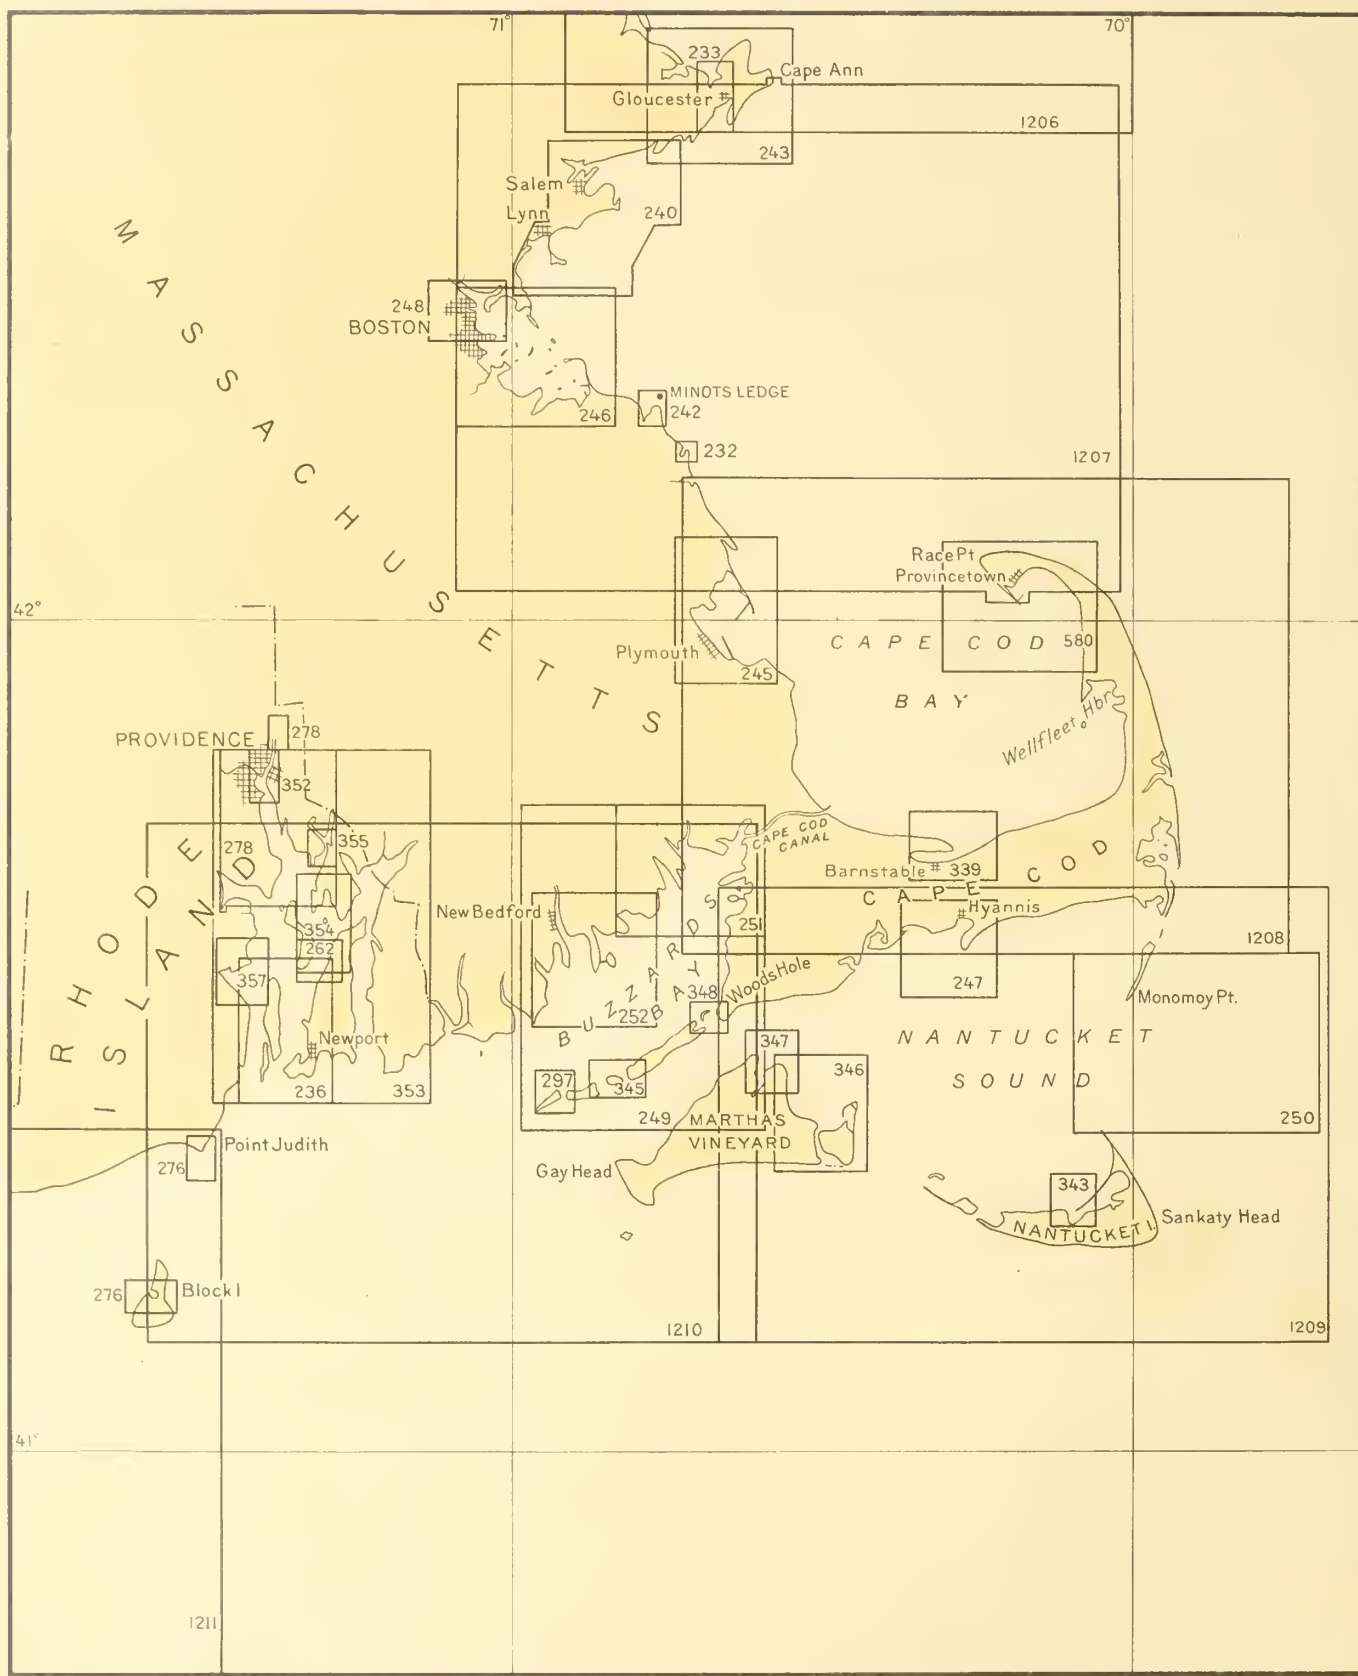 71°
70°
233
Cape Ann
Gloucester
1206
243
Salem
Lynn
240
248
BOSTON
MINOTS LEDGE
246
242
232
1207
MASSACHUSETTS
Race Pt
Provincetown
42°
Plymouth
CAPE COD
580
245
BAY
Wellfleet Hbr
PROVIDENCE
278
352
278
355
CAPE COD
CANAL
Barnstable
339
CAPE COD
RHODE
ISLAND
New Bedford
Hyannis
251
354
262
357
BUZZARDS
BAY
348
Woods Hole
1208
247
252
Monomoy Pt.
Newport
NANTUCKET
SOUND
347
346
297
345
236
353
249
MARTHAS
VINEYARD
250
Point Judith
276
Gay Head
343
NANTUCKET I.
Sankaty Head
276
Block I
1210
1209
41°
1211